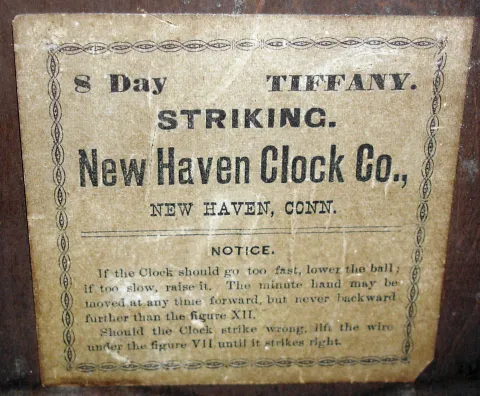 8 Day TIFFANY.
STRIKING.
New Haven Clock Co.,
NEW HAVEN, CONN.
NOTICE.
If the Clock should go too fast, lower the ball;
if too slow, raise it. The minute hand may be
moved at any time forward, but never backward
further than the figure XII.
Should the Clock strike wrong, lift the wire
under the figure VII until it strikes right.